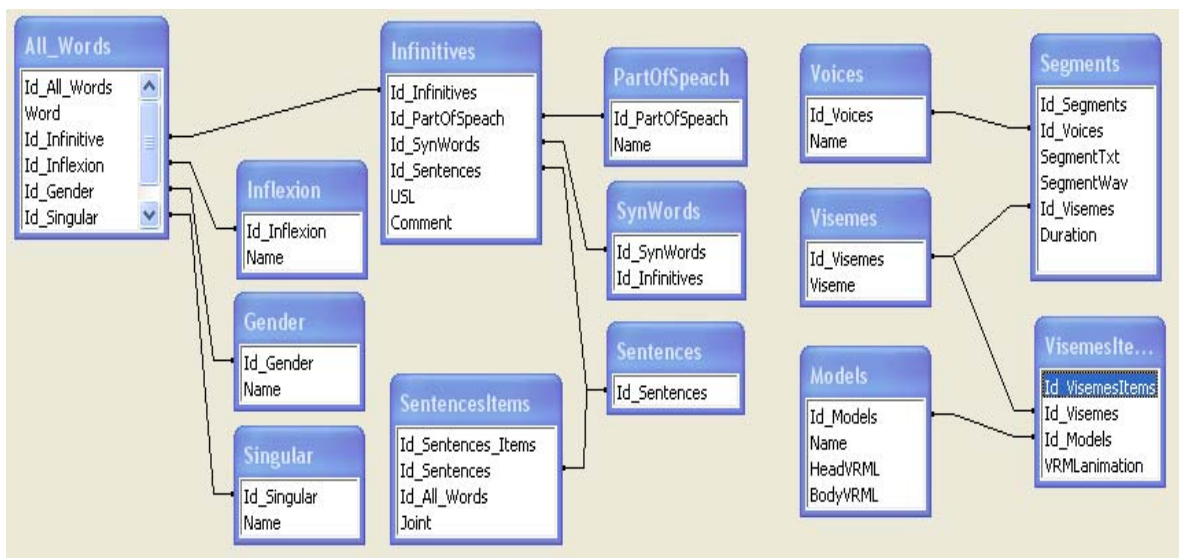 All_Words
Id_All_Words
Word
Id_Infinitive
Id_Inflexion
Id_Gender
Id_Singular
Inflexion
Id_Inflexion
Name
Gender
Id_Gender
Name
Singular
Id_Singular
Name
Infinitives
Id_Infinitives
Id_PartOfSpeach
Id_SynWords
Id_Sentences
USL
Comment
SentencesItems
Id_Sentences_Items
Id_Sentences
Id_All_Words
Joint
PartOfSpeach
Id_PartOfSpeach
Name
SynWords
Id_SynWords
Id_Infinitives
Sentences
Id_Sentences
Voices
Id_Voices
Name
Visemes
Id_Visemes
Viseme
Models
Id_Models
Name
HeadVRML
BodyVRML
Segments
Id_Segments
Id_Voices
SegmentTxt
SegmentWav
Id_Visemes
Duration
VisemesIte...
Id_VisemesItems
Id_Visemes
Id_Models
VRMLanimation